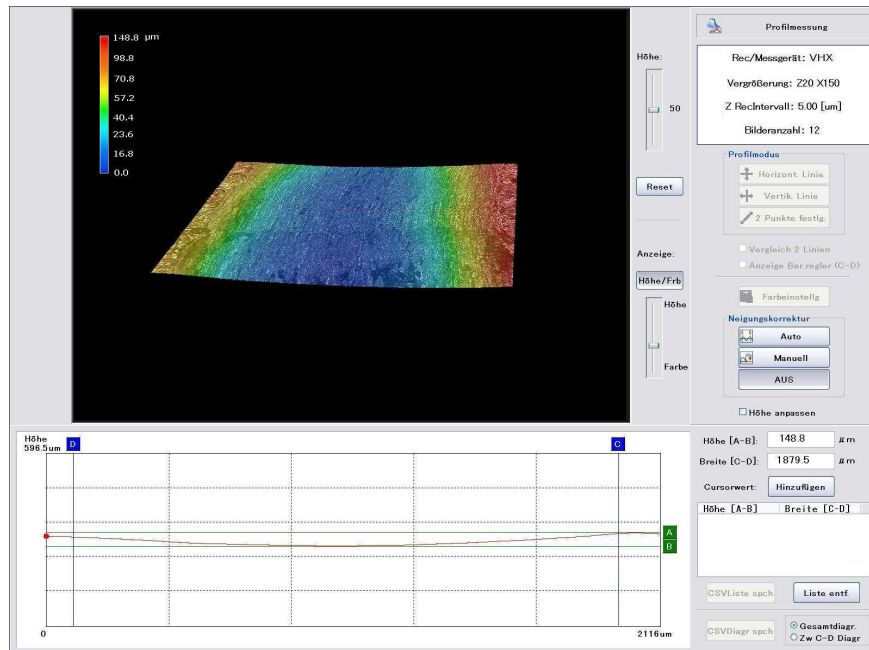 148.8 µm
98.8
70.8
57.2
40.4
23.6
16.8
0.0
Höhe:
50
Reset
Anzeige:
Höhe/Frb
Höhe
Farbe
Profilmessung
Rec/Messgerät: VHX
Vergrößerung: Z20 X150
Z RecIntervall: 5.00 [um]
Bilderanzahl: 12
Profilmodus
Horizont. Linie
Vertik. Linie
2 Punkte festlg.
Vergleich 2 Linien
Anzeige Ber.regler (C-D)
Farbeinstellg
Neigungskorrektur
Auto
Manuell
AUS
Höhe anpassen
Höhe
596.5um
D
C
A
B
0
2116um
Höhe [A-B]: 148.8 µm
Breite [C-D]: 1879.5 µm
Cursorwert: Hinzufügen
Höhe [A-B] Breite [C-D]
CSVListe spch Liste entf.
CSVDiagr spch
Gesamtdiagr.
Zw C-D Diagr